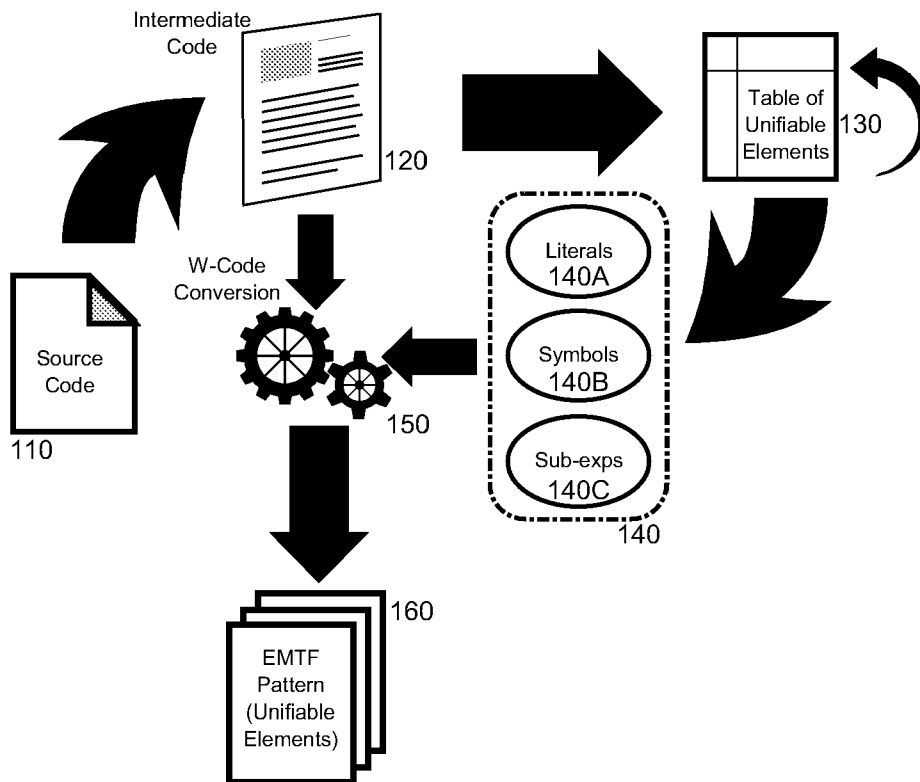 Intermediate
Code
120
Table of
Unifiable
Elements
130
Source
Code
110
W-Code
Conversion
150
Literals
140A
Symbols
140B
Sub-exps
140C
140
160
EMTF
Pattern
(Unifiable
Elements)